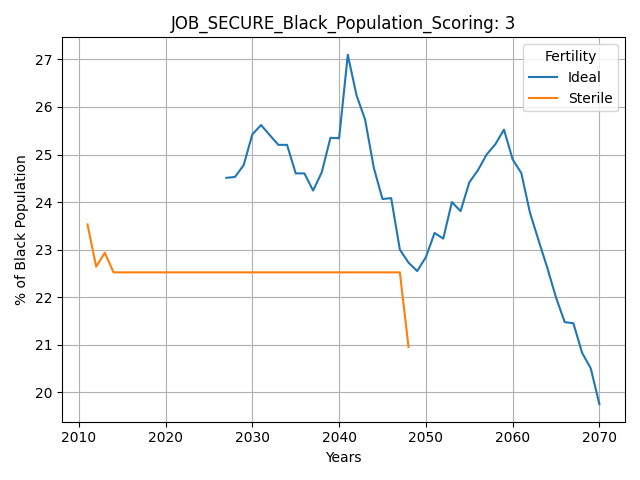 JOB_SECURE_Black_Population_Scoring: 3
Fertility
Ideal
Sterile
% of Black Population
27
26
25
24
23
22
21
20
2010 2020 2030 2040 2050 2060 2070
Years